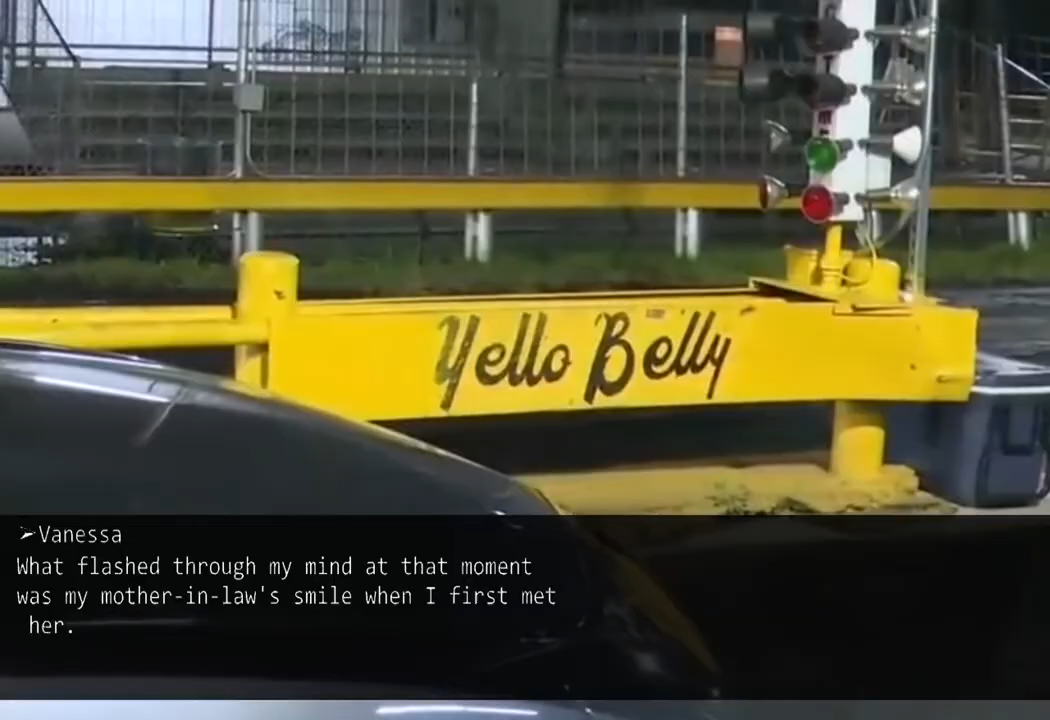 Yello Belly
➢Vanessa
What flashed through my mind at that moment
was my mother-in-law's smile when I first met
her.